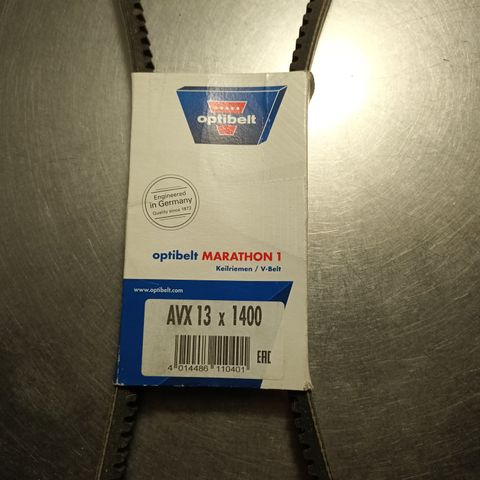 optibelt
Engineered
in Germany
Quality since 1872
optibelt MARATHON 1
Keilriemen / V-Belt
www.optibelt.com
AVX 13 x 1400
4 014486 110401
EAC